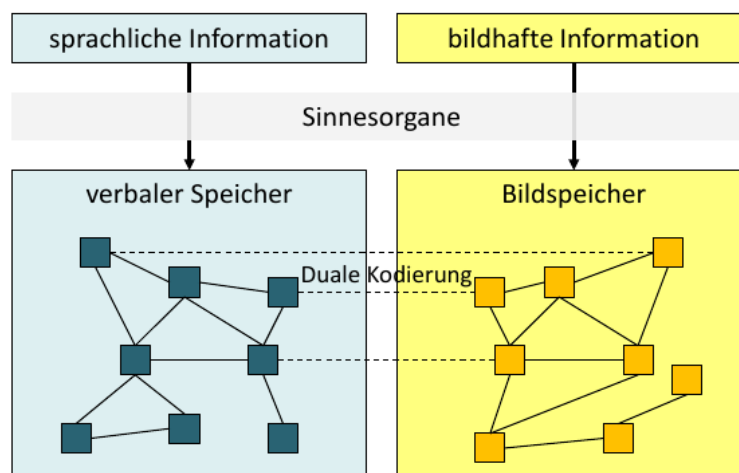 sprachliche Information
bildhafte Information
Sinnesorgane
verbaler Speicher
Bildspeicher
Duale Kodierung